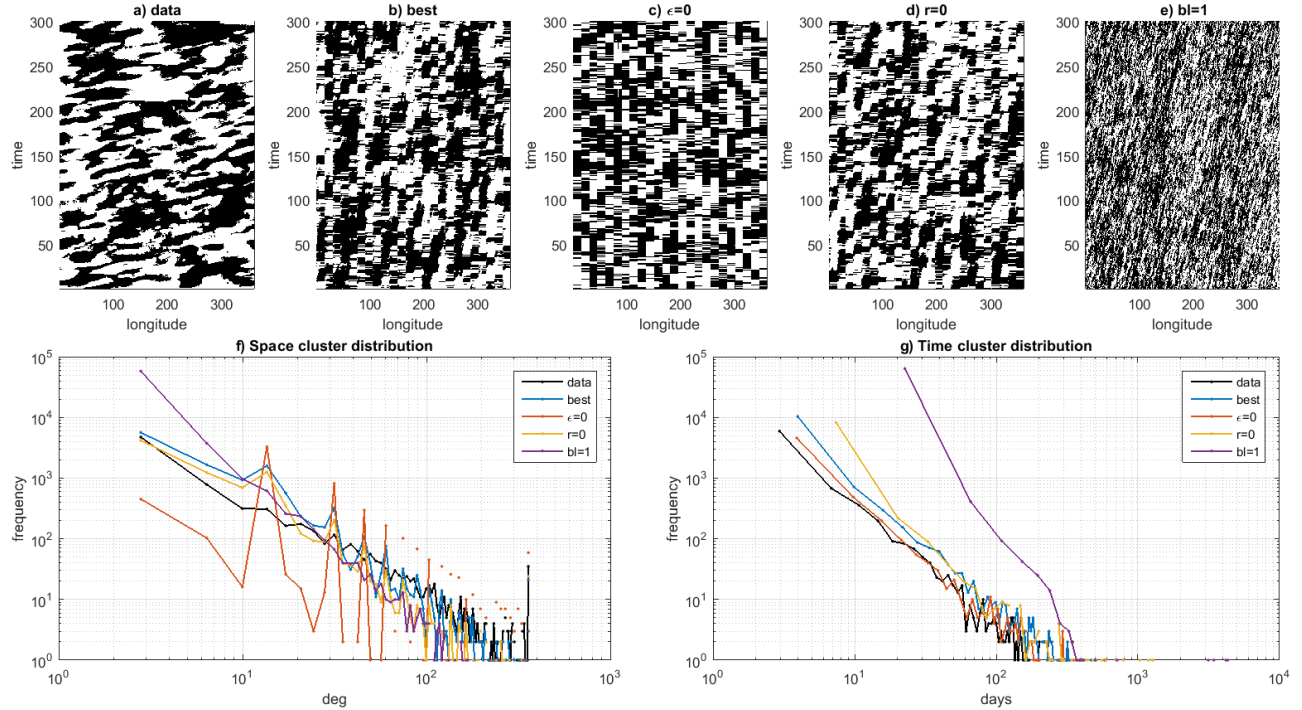 a) data
b) best
c) ϵ=0
d) r=0
e) bl=1
300
250
200
150
100
50
time
100 200 300
longitude
300
250
200
150
100
50
time
100 200 300
longitude
300
250
200
150
100
50
time
100 200 300
longitude
300
250
200
150
100
50
time
100 200 300
longitude
300
250
200
150
100
50
time
100 200 300
longitude
f) Space cluster distribution
10^5
10^4
10^3
10^2
10^1
10^0
frequency
10^0 10^1 10^2 10^3
deg
data
best
ϵ=0
r=0
bl=1
g) Time cluster distribution
10^5
10^4
10^3
10^2
10^1
10^0
frequency
10^0 10^1 10^2 10^3 10^4
days
data
best
ϵ=0
r=0
bl=1